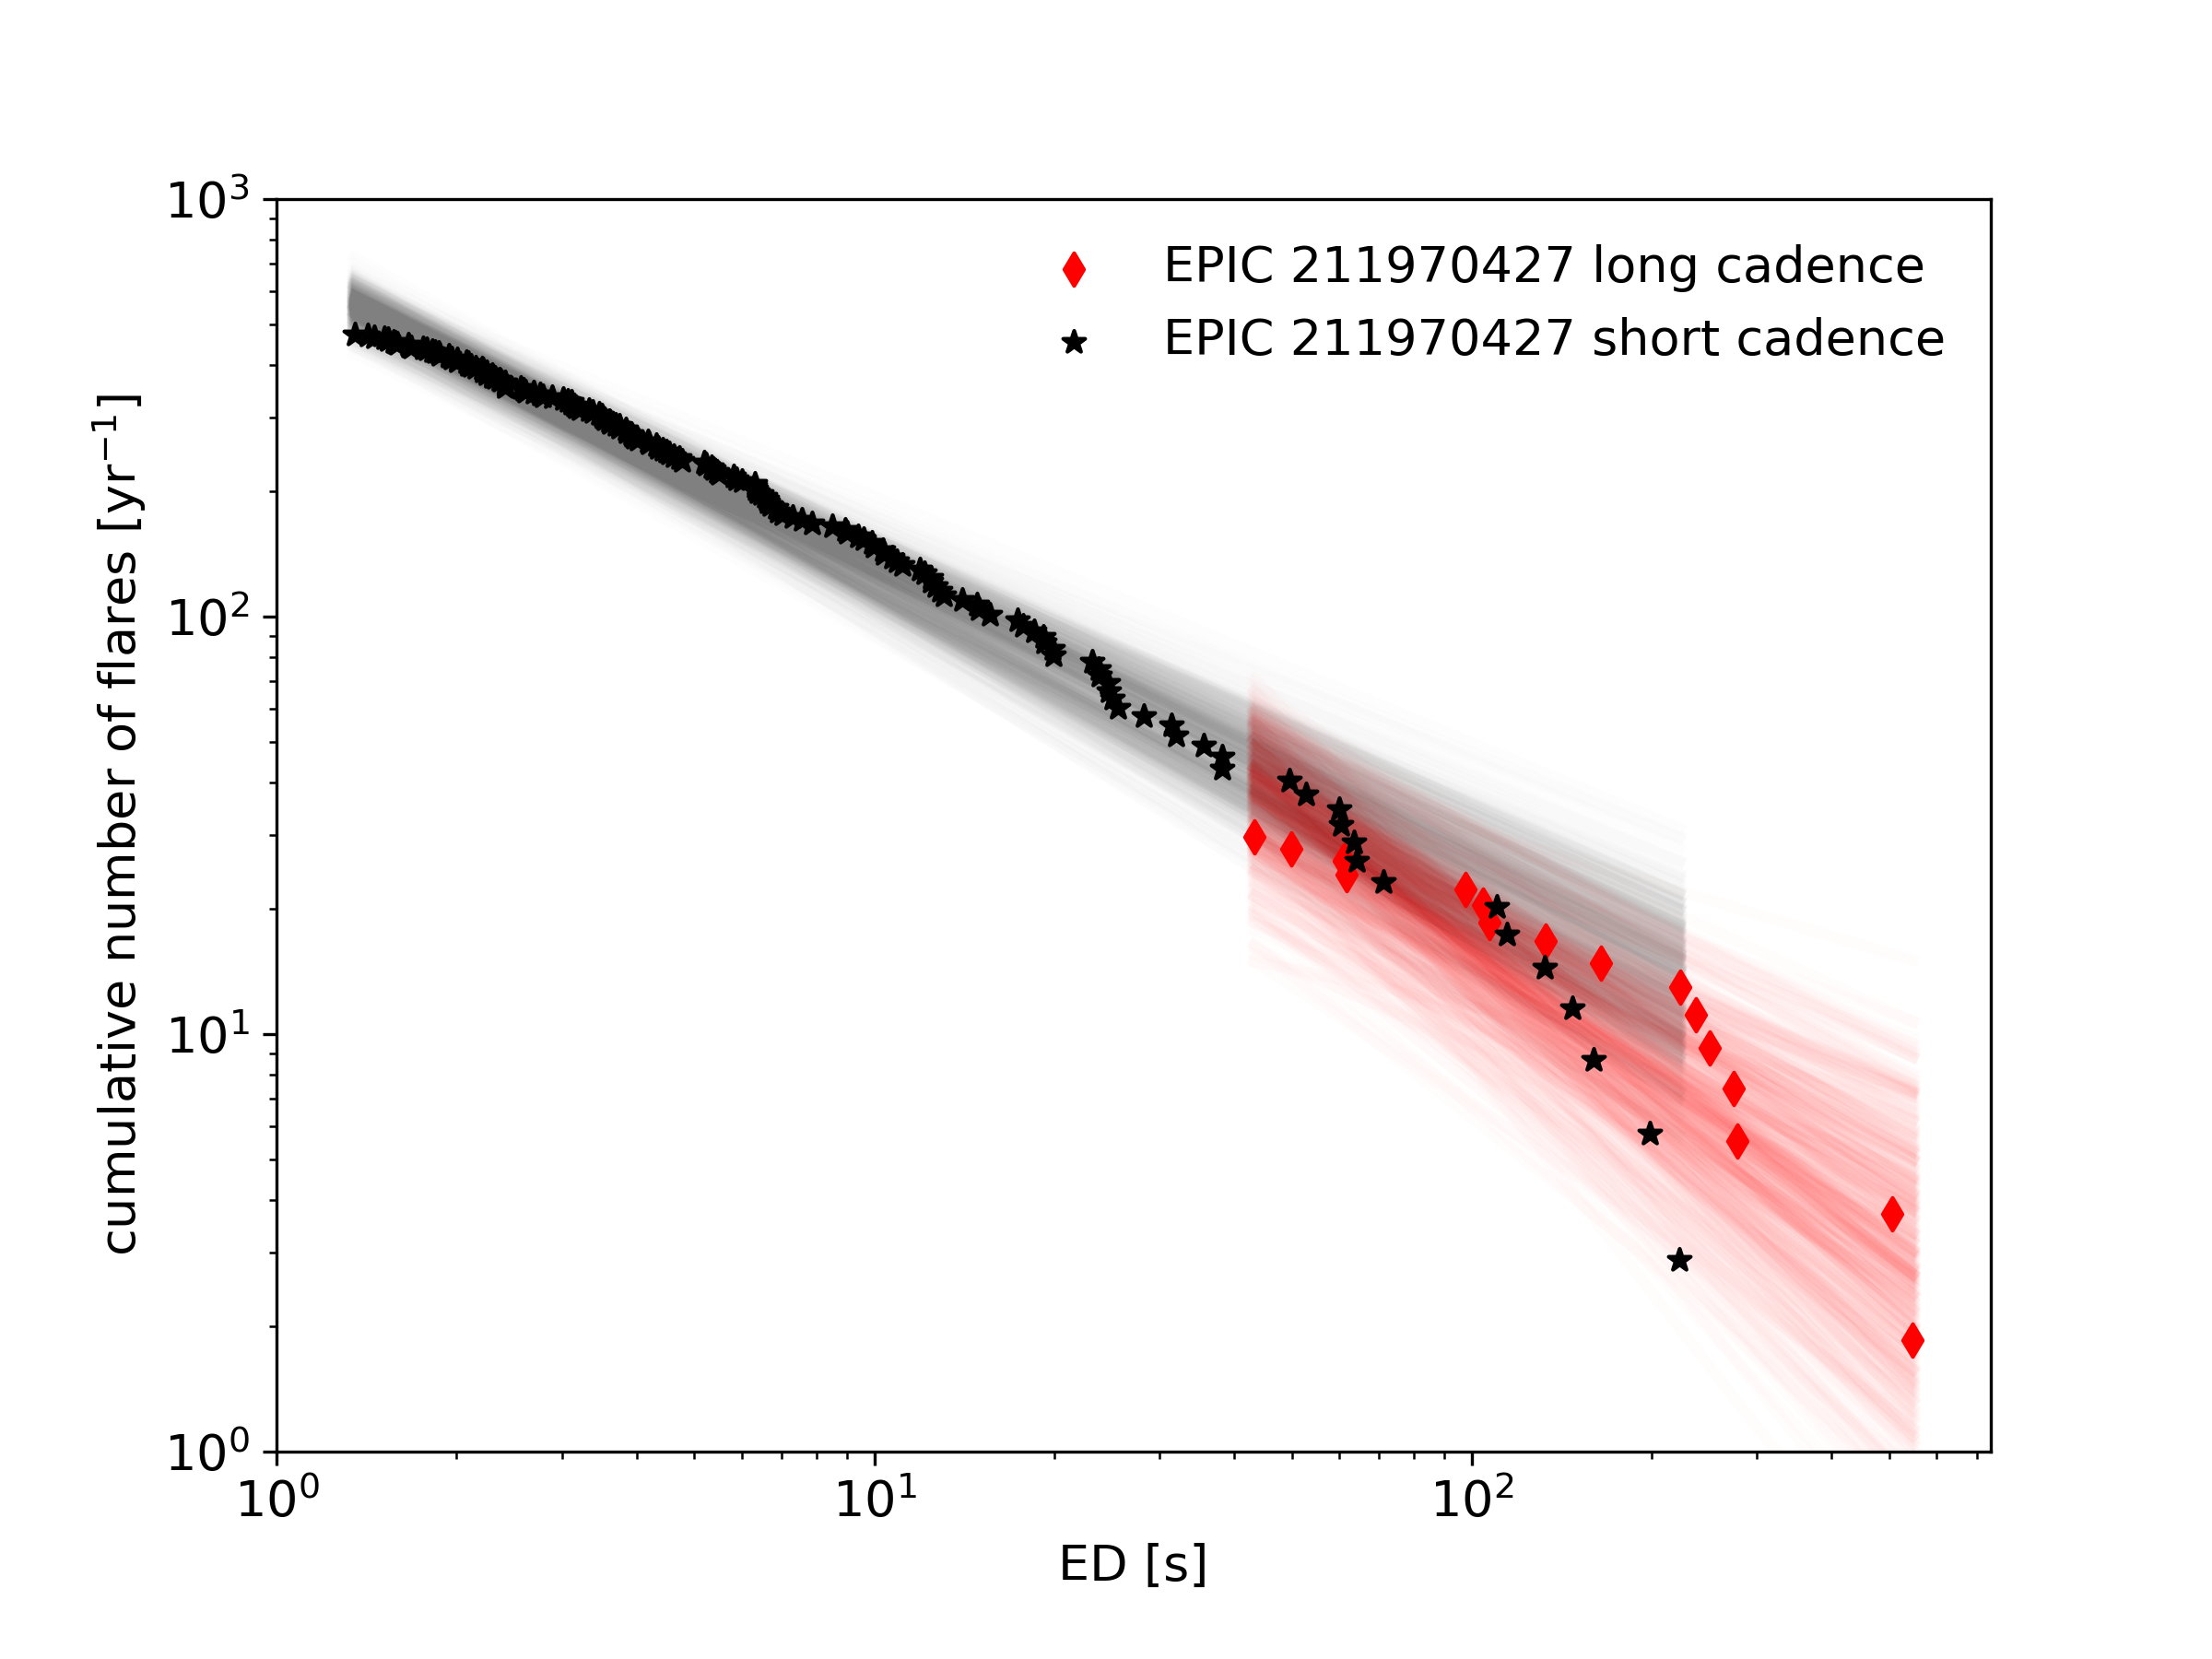 10³
EPIC 211970427 long cadence
EPIC 211970427 short cadence
10²
10¹
10⁰
cumulative number of flares [yr⁻¹]
10⁰ 10¹ 10²
ED [s]